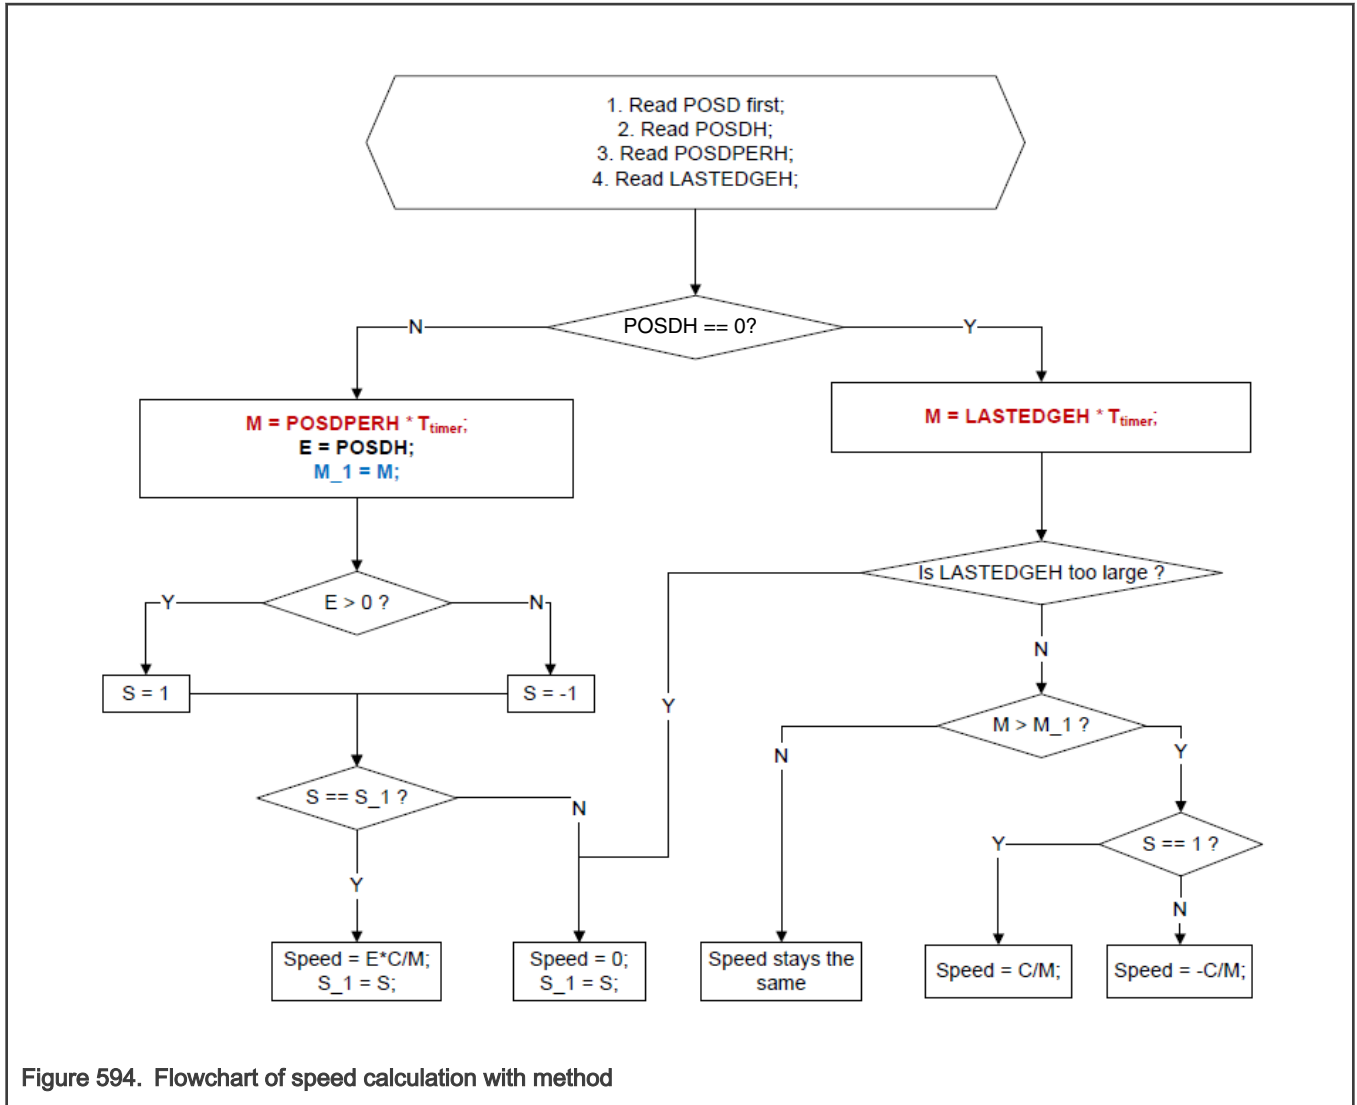 1. Read POSD first;
2. Read POSDH;
3. Read POSDPERH;
4. Read LASTEDGEH;
POSDH == 0?
N
Y
M = POSDPERH * Ttimer;
E = POSDH;
M_1 = M;
M = LASTEDGEH * Ttimer;
Is LASTEDGEH too large ?
E > 0 ?
Y
N
N
S = 1
S = -1
Y
M > M_1 ?
N
Y
S == S_1 ?
N
S == 1 ?
Y
Y
N
Speed = E*C/M;
S_1 = S;
Speed = 0;
S_1 = S;
Speed stays the
same
Speed = C/M;
Speed = -C/M;
Figure 594. Flowchart of speed calculation with method